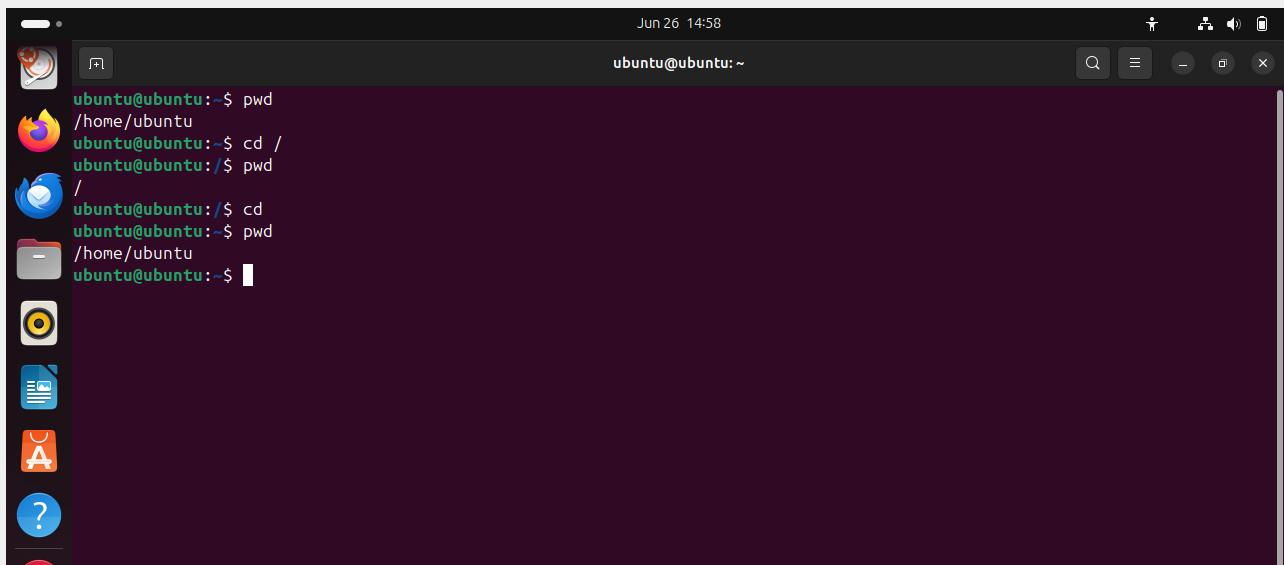 Jun 26 14:58
ubuntu@ubuntu: ~
ubuntu@ubuntu:~$ pwd
/home/ubuntu
ubuntu@ubuntu:~$ cd /
ubuntu@ubuntu:/$ pwd
/
ubuntu@ubuntu:/$ cd
ubuntu@ubuntu:~$ pwd
/home/ubuntu
ubuntu@ubuntu:~$